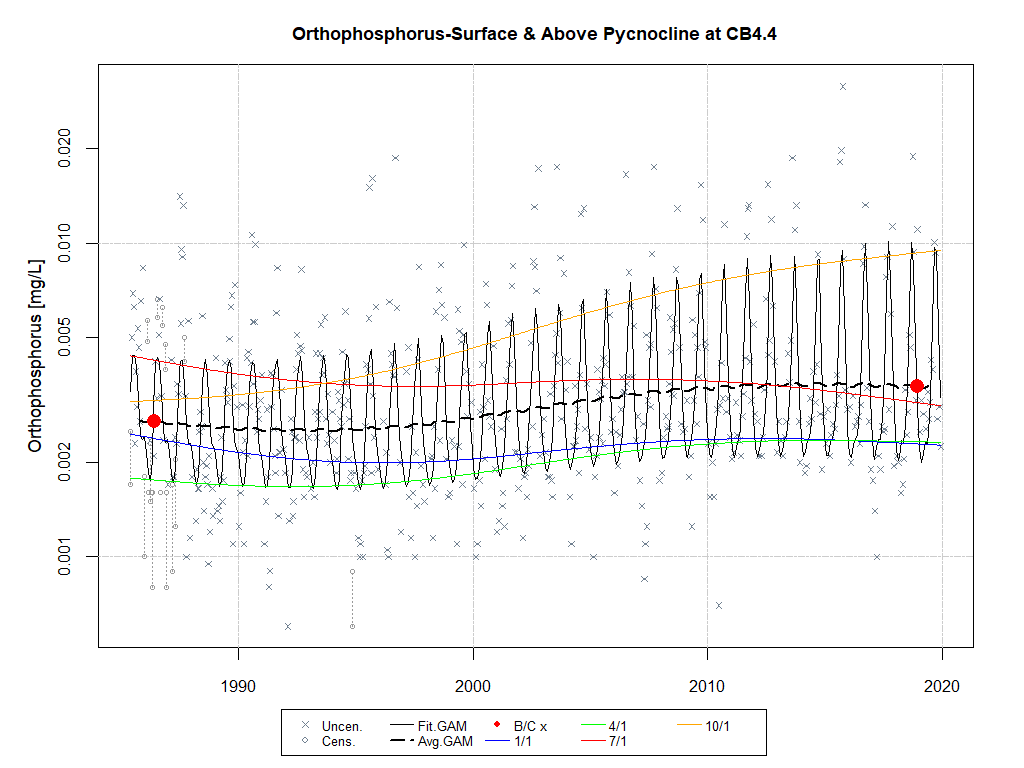 Orthophosphorus-Surface & Above Pycnocline at CB4.4
Orthophosphorus [mg/L]
0.020
0.010
0.005
0.002
0.001
1990 2000 2010 2020
Uncen. Fit.GAM B/C x 4/1 10/1
Cens. Avg.GAM 1/1 7/1